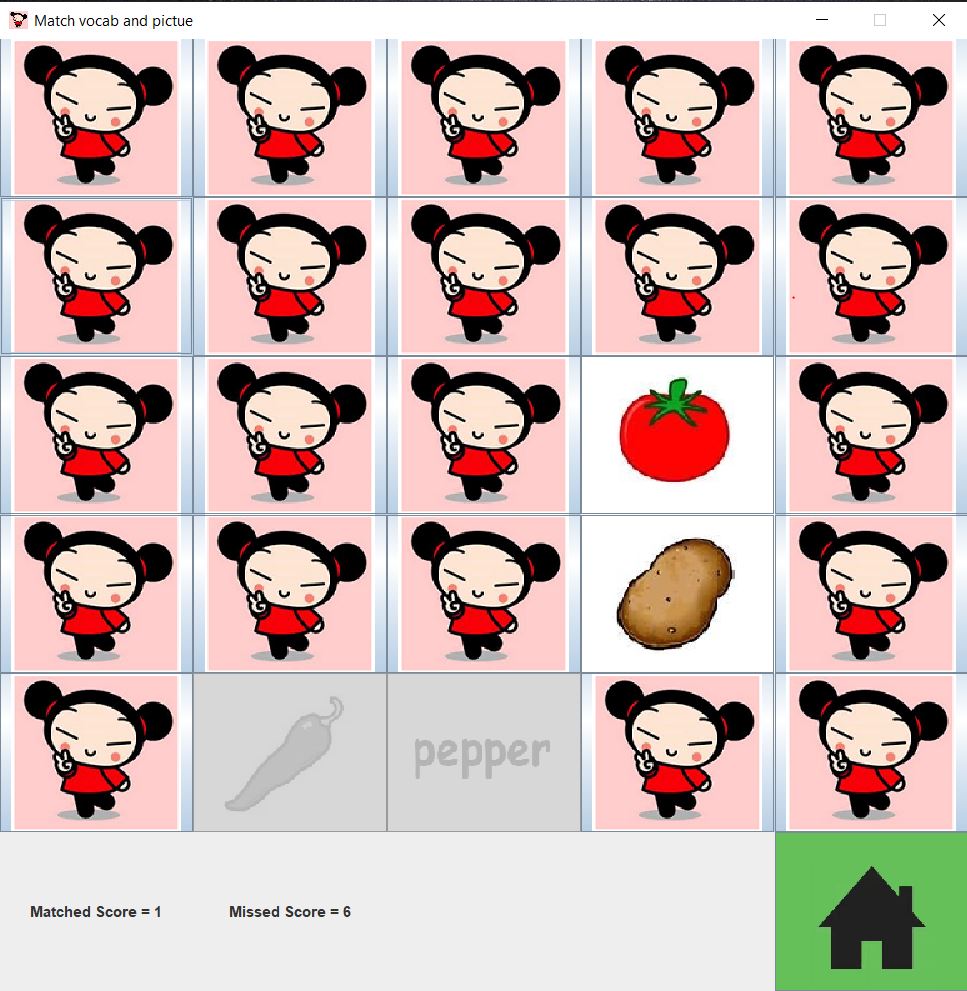 Match vocab and pictue
pepper
Matched Score = 1
Missed Score = 6